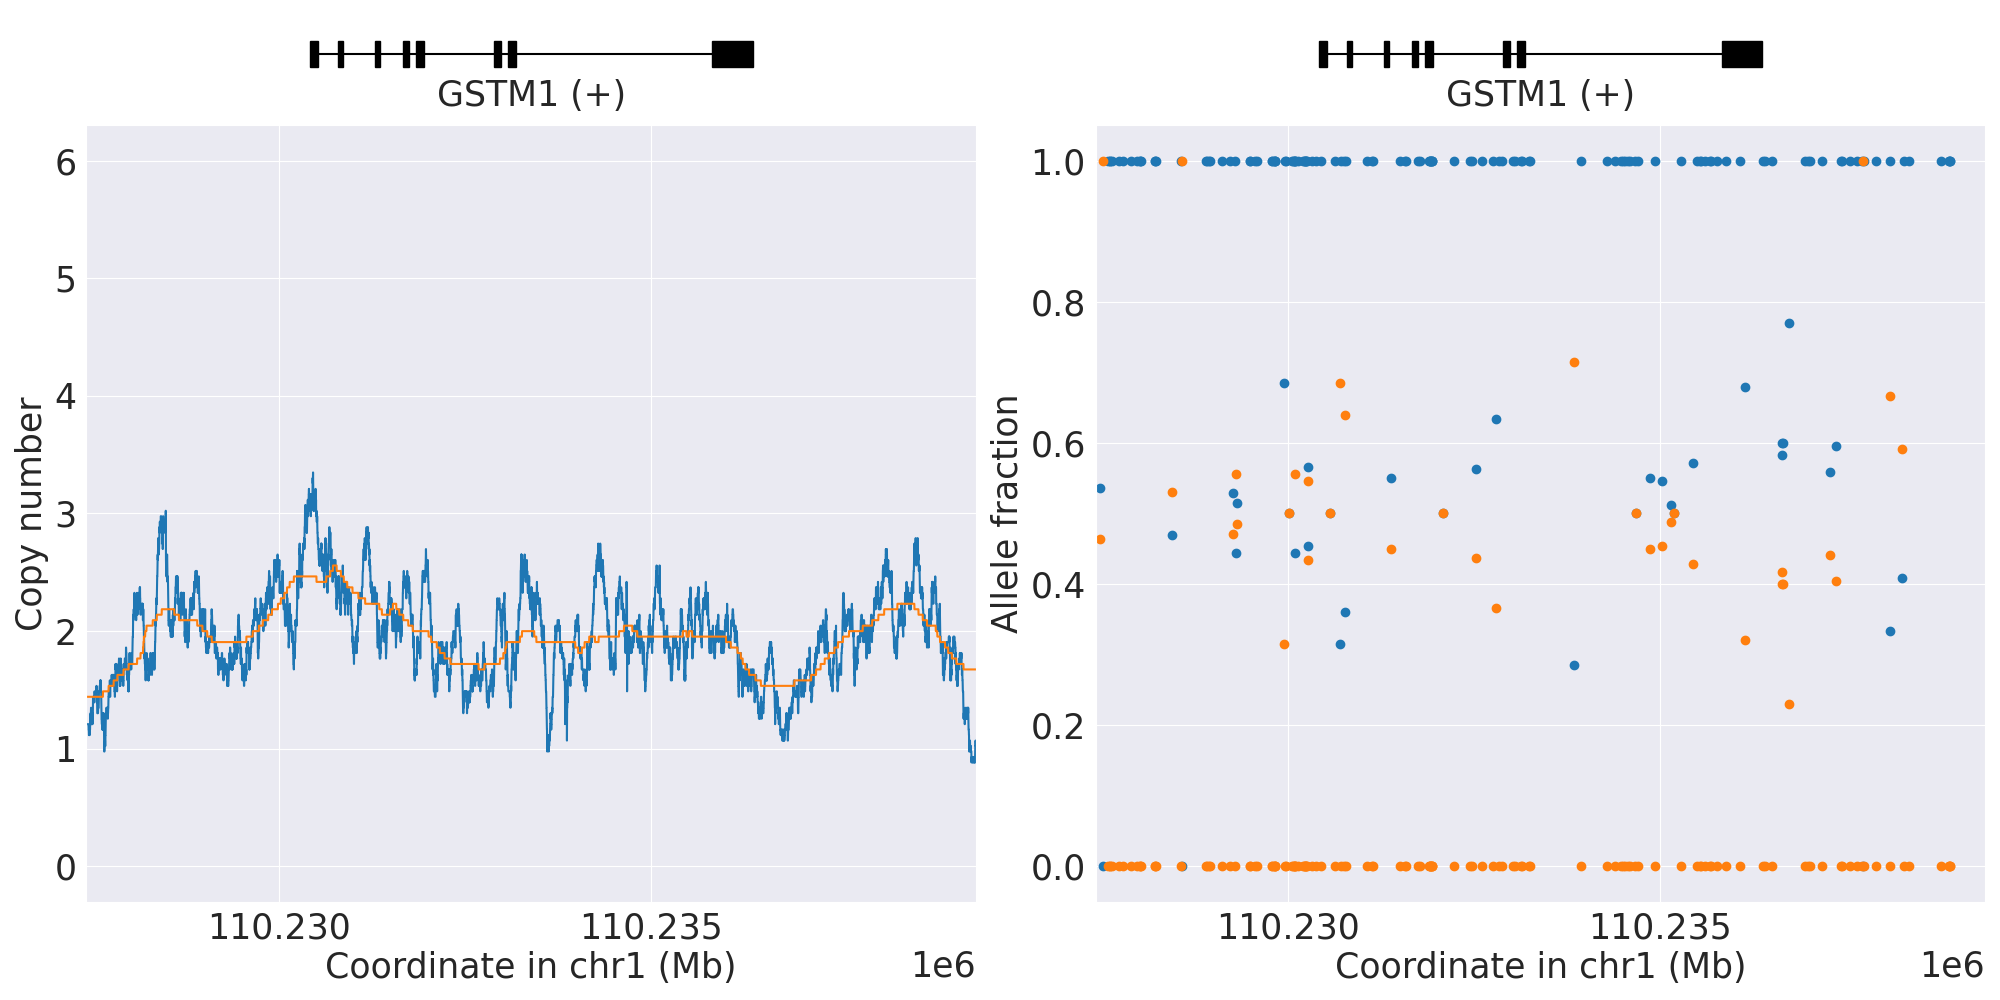 GSTM1 (+)
6
5
4
3
2
1
0
Copy number
110.230
110.235
Coordinate in chr1 (Mb)
1e6
GSTM1 (+)
1.0
0.8
0.6
0.4
0.2
0.0
Allele fraction
110.230
110.235
Coordinate in chr1 (Mb)
1e6